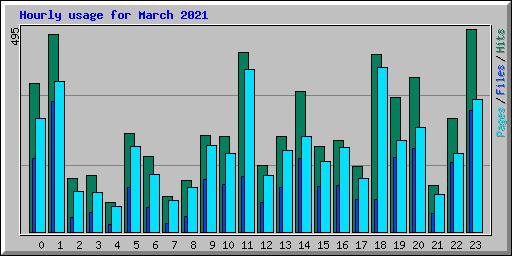 Hourly usage for March 2021
495
Pages/Files/Hits
0 1 2 3 4 5 6 7 8 9 10 11 12 13 14 15 16 17 18 19 20 21 22 23